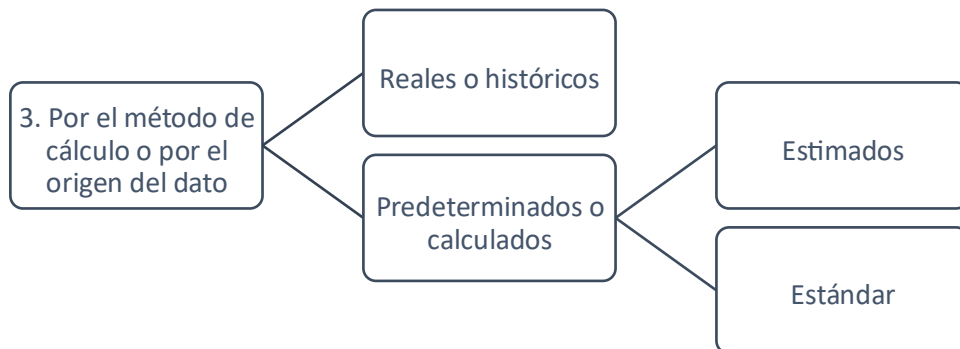 3. Por el método de
cálculo o por el
origen del dato
Reales o históricos
Predeterminados o
calculados
Estimados
Estándar